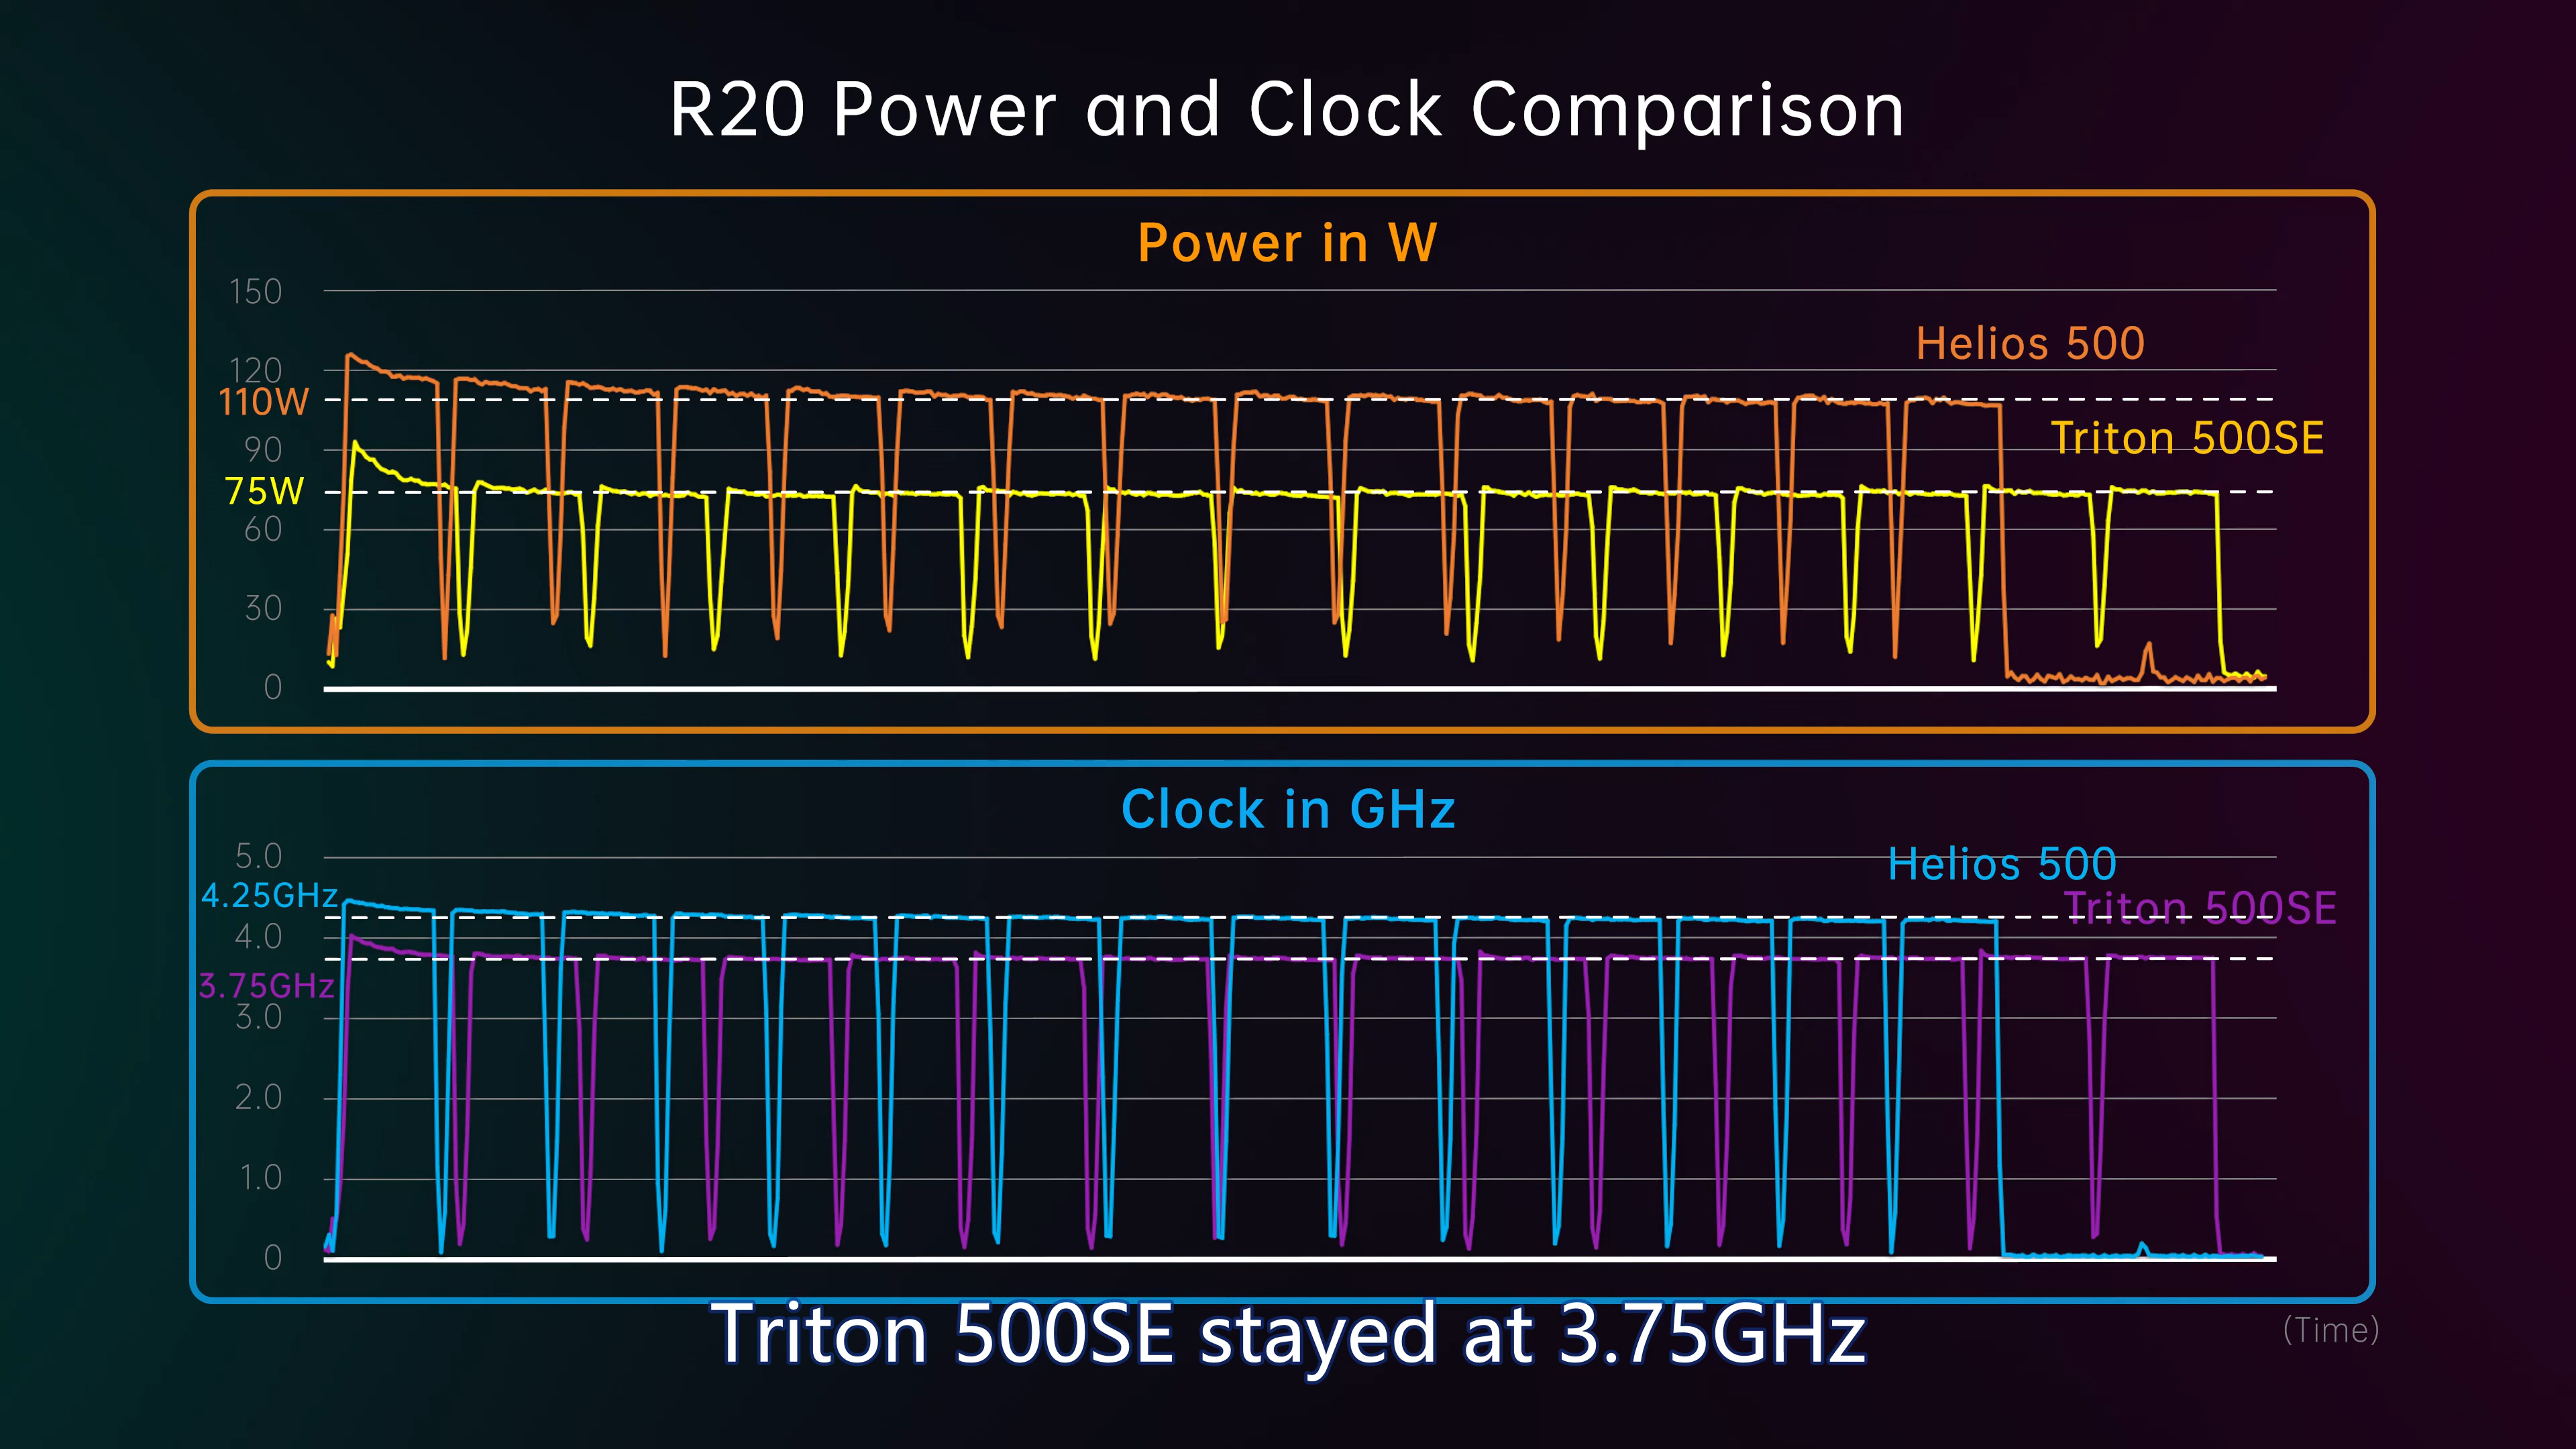 R20 Power and Clock Comparison
Power in W
150
Helios 500
120
110W
Triton 500SE
90
75W
60
30
0
Clock in GHz
5.0
Helios 500
4.25GHz
Triton 500SE
4.0
3.75GHz
3.0
2.0
1.0
0
Triton 500SE stayed at 3.75GHz
(Time)